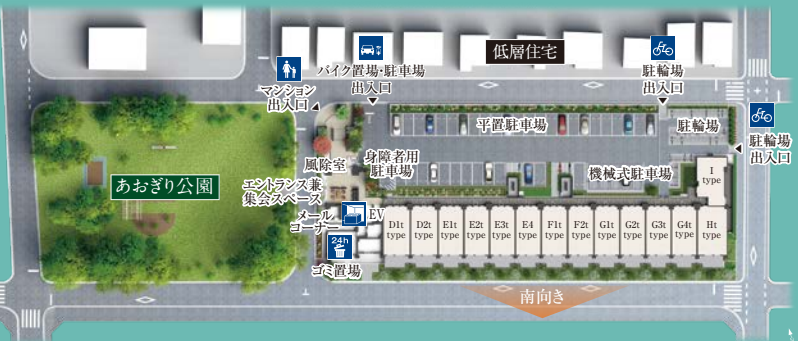 低層住宅
バイク置場・駐車場
出入口
駐輪場
出入口
マンション
出入口
平置駐車場
駐輪場
駐輪場
出入口
風除室
身障者用
駐車場
機械式駐車場
I
type
あおぎり公園
エントランス兼
集会スペース
メール
コーナー
EV
D1t
type
D2t
type
E1t
type
E2t
type
E3t
type
E4
type
F1t
type
F2t
type
G1t
type
G2t
type
G3t
type
G4t
type
Ht
type
24h
ゴミ置場
南向き